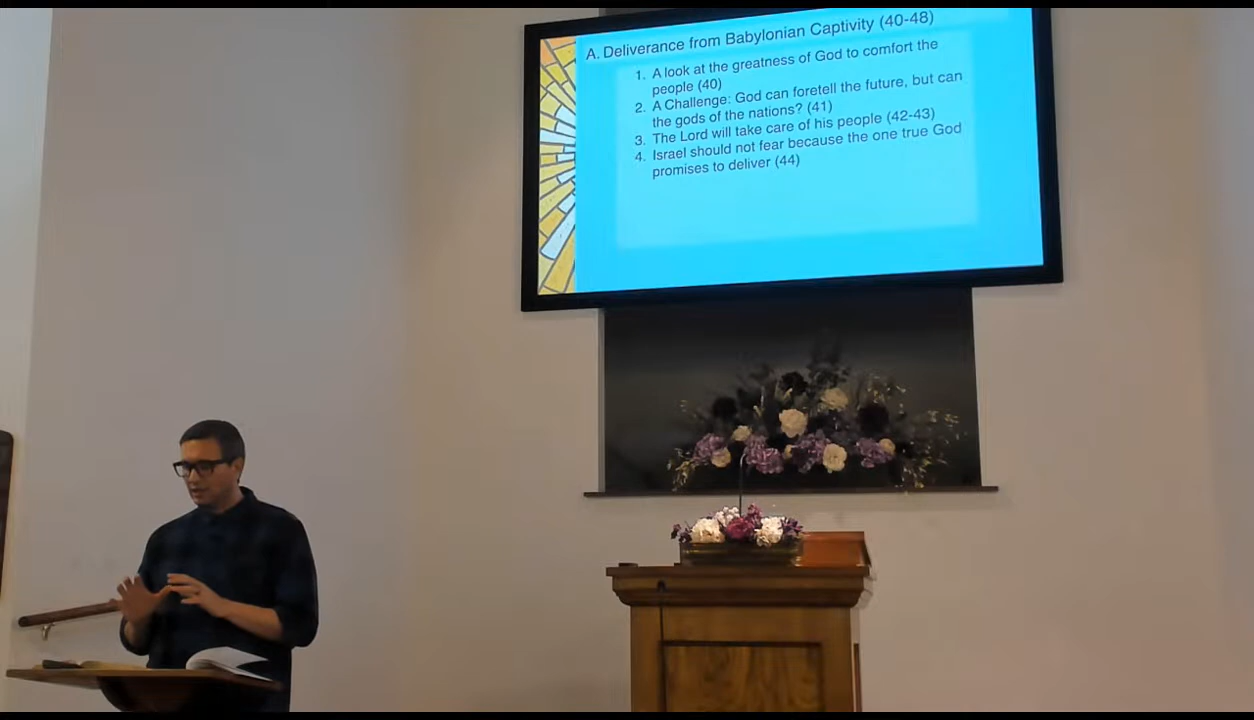 A. Deliverance from Babylonian Captivity (40-48)
1. A look at the greatness of God to comfort the
people (40)
2. A Challenge: God can foretell the future, but can
the gods of the nations? (41)
3. The Lord will take care of his people (42-43)
4. Israel should not fear because the one true God
promises to deliver (44)